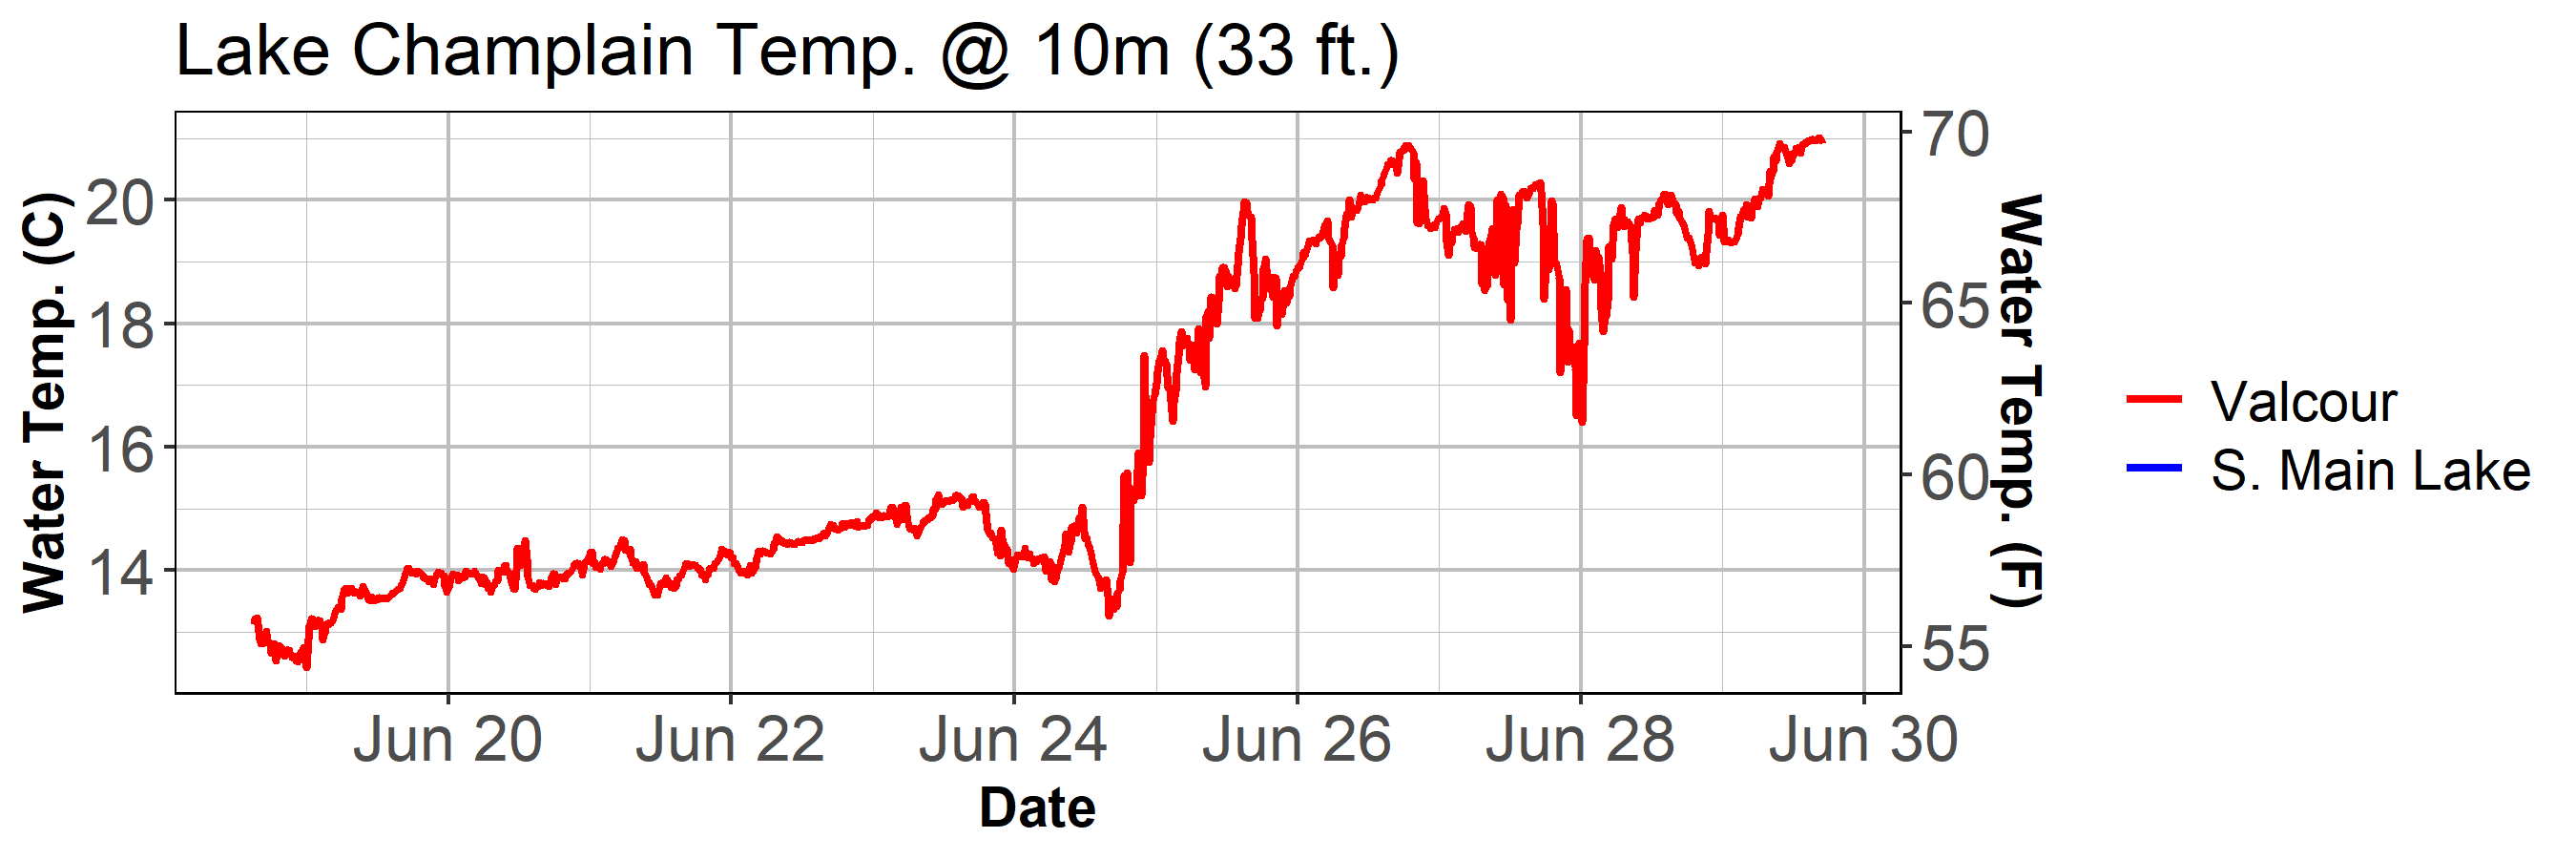 Lake Champlain Temp. @ 10m (33 ft.)
Water Temp. (C)
20
18
16
14
70
65
60
55
Water Temp. (F)
Jun 20
Jun 22
Jun 24
Jun 26
Jun 28
Jun 30
Date
Valcour
S. Main Lake